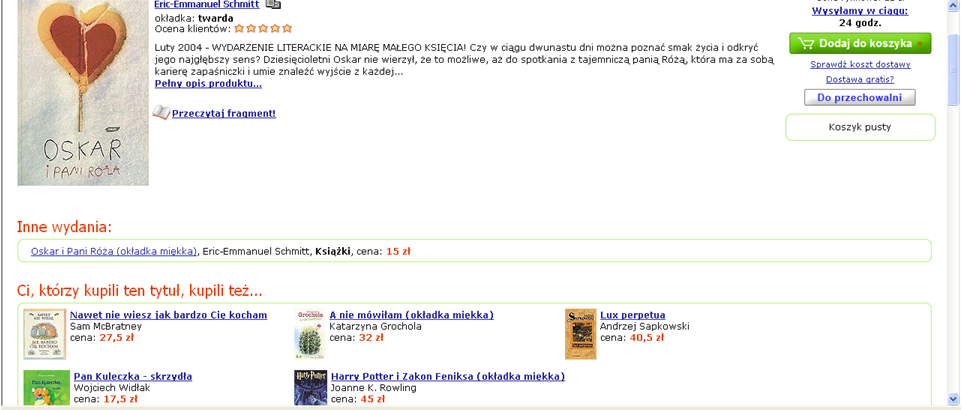 Eric-Emmanuel Schmitt
okładka: twarda
Ocena klientów:
Luty 2004 - WYDARZENIE LITERACKIE NA MIARĘ MAŁEGO KSIĘCIA! Czy w ciągu dwunastu dni można poznać smak życia i odkryć
jego najgłębszy sens? Dziesięcioletni Oskar nie wierzył, że to możliwe, aż do spotkania z tajemniczą panią Różą, która ma za sobą
karierę zapaśniczki i umie znaleźć wyjście z każdej...
Pełny opis produktu...
Przeczytaj fragment!
OSKAR
I PANI RÓŻA
Wysyłamy w ciągu:
24 godz.
Dodaj do koszyka
Sprawdź koszt dostawy
Dostawa gratis?
Do przechowalni
Koszyk pusty
Inne wydania:
Oskar i Pani Róża (okładka miękka), Eric-Emmanuel Schmitt, Książki, cena: 15 zł
Ci, którzy kupili ten tytuł, kupili też...
Nawet nie wiesz jak bardzo Cię kocham
Sam McBratney
cena: 27,5 zł
A nie mówiłam (okładka miękka)
Katarzyna Grochola
cena: 32 zł
Lux perpetua
Andrzej Sapkowski
cena: 40,5 zł
Pan Kuleczka - skrzydła
Wojciech Widłak
cena: 17,5 zł
Harry Potter i Zakon Feniksa (okładka miękka)
Joanne K. Rowling
cena: 45 zł